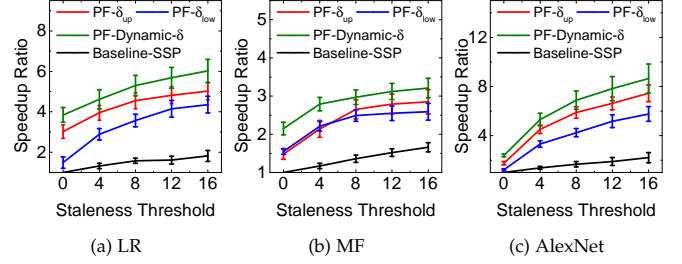 PF-δup PF-δlow
PF-Dynamic-δ
Baseline-SSP
Speedup Ratio
8
6
4
2
0 4 8 12 16
Staleness Threshold
(a) LR
PF-δup PF-δlow
PF-Dynamic-δ
Baseline-SSP
Speedup Ratio
5
4
3
2
1
0 4 8 12 16
Staleness Threshold
(b) MF
PF-δup PF-δlow
PF-Dynamic-δ
Baseline-SSP
Speedup Ratio
12
8
4
0 4 8 12 16
Staleness Threshold
(c) AlexNet